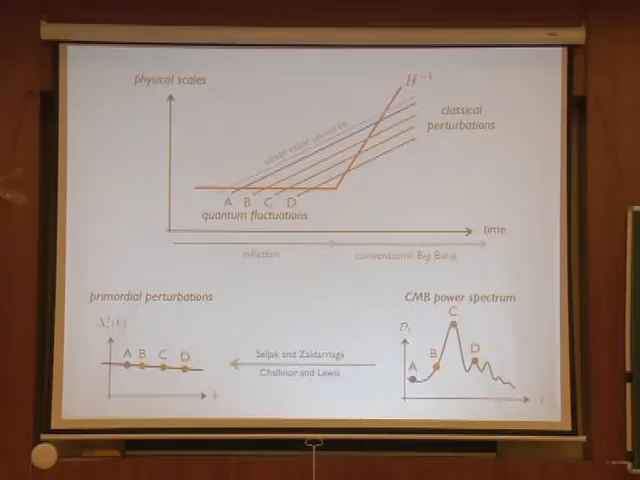 physical scales
H⁻¹
classical
perturbations
observable universe
A B C D
quantum fluctuations
time
inflation
conventional Big Bang
primordial perturbations
CMB power spectrum
A B C D
k
Seljak and Zaldarriaga
Challinor and Lewis
D_l
A
B
C
D
l